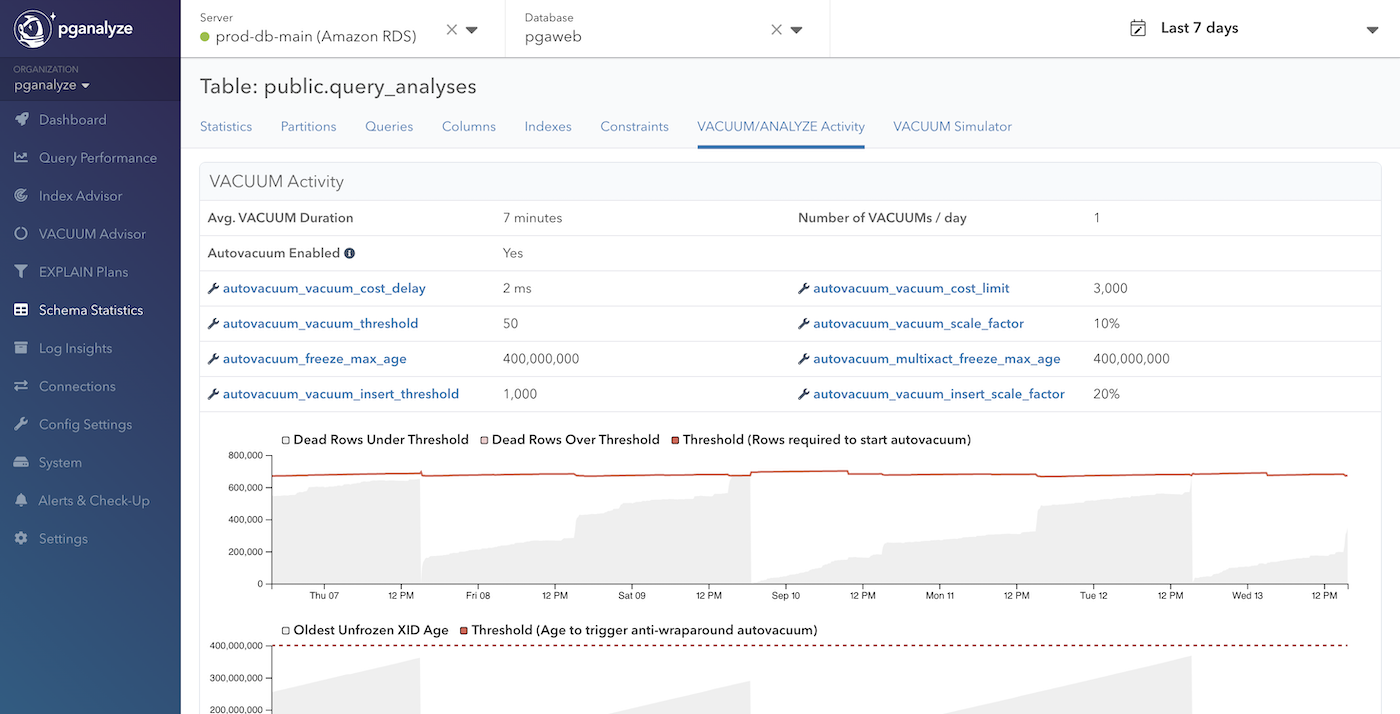 pganalyze
ORGANIZATION
pganalyze
Dashboard
Query Performance
Index Advisor
VACUUM Advisor
EXPLAIN Plans
Schema Statistics
Log Insights
Connections
Config Settings
System
Alerts & Check-Up
Settings
Server
prod-db-main (Amazon RDS)
Database
pgaweb
Last 7 days
Table: public.query_analyses
Statistics Partitions Queries Columns Indexes Constraints VACUUM/ANALYZE Activity VACUUM Simulator
VACUUM Activity
Avg. VACUUM Duration 7 minutes Number of VACUUMs / day 1
Autovacuum Enabled Yes
autovacuum_vacuum_cost_delay 2 ms autovacuum_vacuum_cost_limit 3,000
autovacuum_vacuum_threshold 50 autovacuum_vacuum_scale_factor 10%
autovacuum_freeze_max_age 400,000,000 autovacuum_multixact_freeze_max_age 400,000,000
autovacuum_vacuum_insert_threshold 1,000 autovacuum_vacuum_insert_scale_factor 20%
Dead Rows Under Threshold Dead Rows Over Threshold Threshold (Rows required to start autovacuum)
800,000
600,000
400,000
200,000
0
Thu 07 12 PM Fri 08 12 PM Sat 09 12 PM Sep 10 12 PM Mon 11 12 PM Tue 12 12 PM Wed 13 12 PM
Oldest Unfrozen XID Age Threshold (Age to trigger anti-wraparound autovacuum)
400,000,000
300,000,000
200,000,000